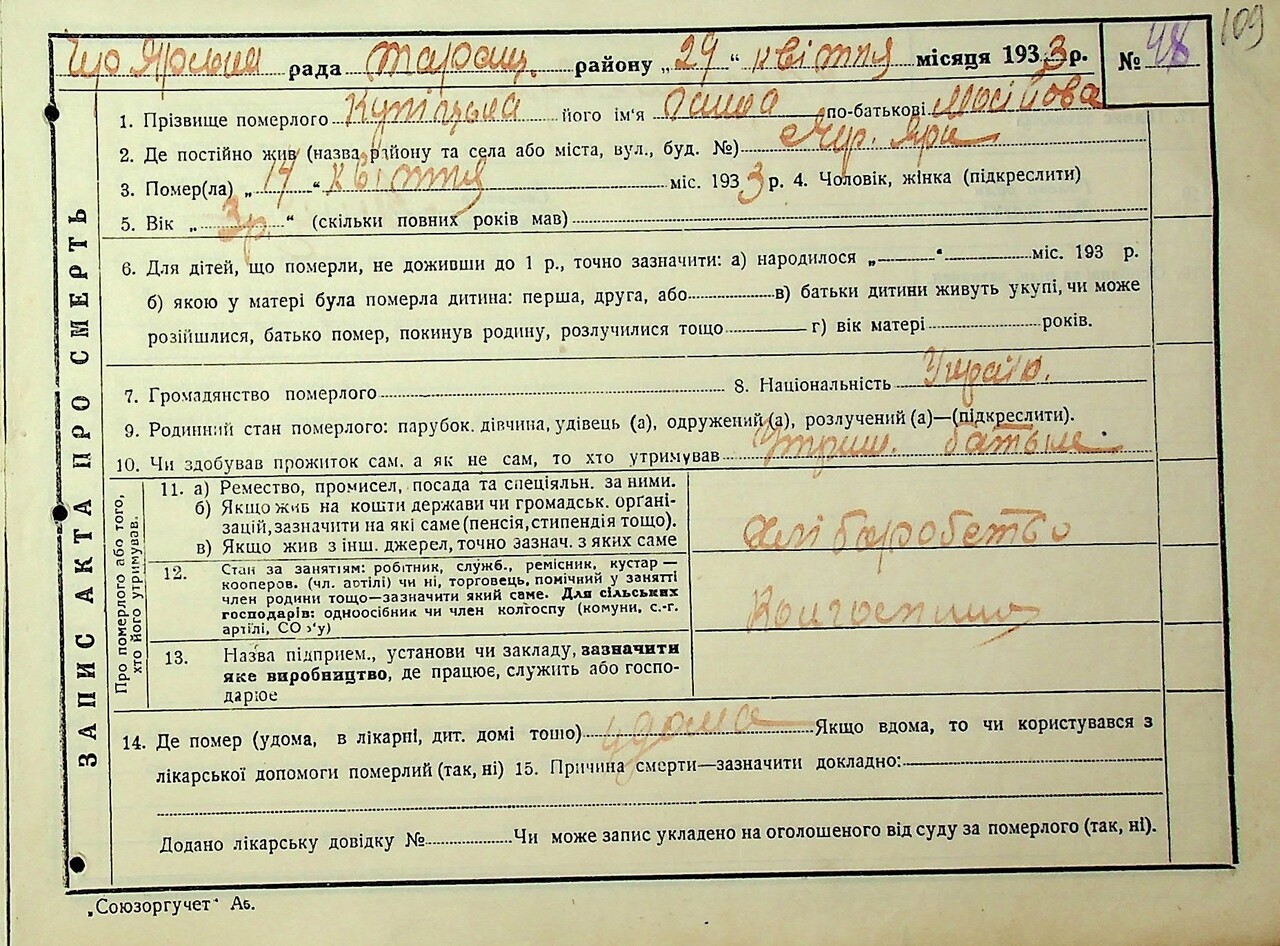 109
Чер Ярська рада Таращ. району „29“ квітня місяця 1933 р. № 48
1. Прізвище померлого його ім'я Ганна по-батькові
2. Де постійно жив (назва району та села або міста, вул., буд. №) Чер. Яри
3. Помер(ла) „14“ квітня міс. 1933 р. 4. Чоловік, жінка (підкреслити)
5. Вік „3р.“ (скільки повних років мав)
6. Для дітей, що померли, не доживши до 1 р., точно зазначити: а) народилося „ “ міс. 193 р.
б) якою у матері була померла дитина: перша, друга, або в) батьки дитини живуть укупі, чи може
розійшлися, батько помер, покинув родину, розлучилися тощо г) вік матері років.
7. Громадянство померлого 8. Національність Україн.
9. Родинний стан померлого: парубок. дівчина, удівець (а), одружений (а), розлучений (а)—(підкреслити).
10. Чи здобував прожиток сам. а як не сам, то хто утримував Утрим. батьки
ЗАПИС АКТА ПРО СМЕРТЬ
Про померлого або того,
хто його утримував.
11. а) Ремество, промисел, посада та спеціяльн. за ними.
б) Якщо жив на кошти держави чи громадськ. орґані-
зацій, зазначити на які саме (пенсія, стипендія тощо).
в) Якщо жив з інш. джерел, точно зазнач. з яких саме
Хліборобство
12. Стан за занятіям: робітник, служб., ремісник, кустар —
кооперов. (чл. артілі) чи ні, торговець, помічний у занятті
член родини тощо—зазначити який саме. Для сільських
господарів: одноосібник чи член колгоспу (комуни, с.-г.
артілі, СО з'у)
13. Назва підприєм., установи чи закладу, зазначити
яке виробництво, де працює, служить або госпо-
дарює
14. Де помер (удома, в лікарні, дит. домі тощо) удома Якщо вдома, то чи користувався з
лікарської допомоги померлий (так, ні) 15. Причина смерти—зазначити докладно:
Додано лікарську довідку № Чи може запис укладено на оголошеного від суду за померлого (так, ні).
„Союзоргучет“ А5.